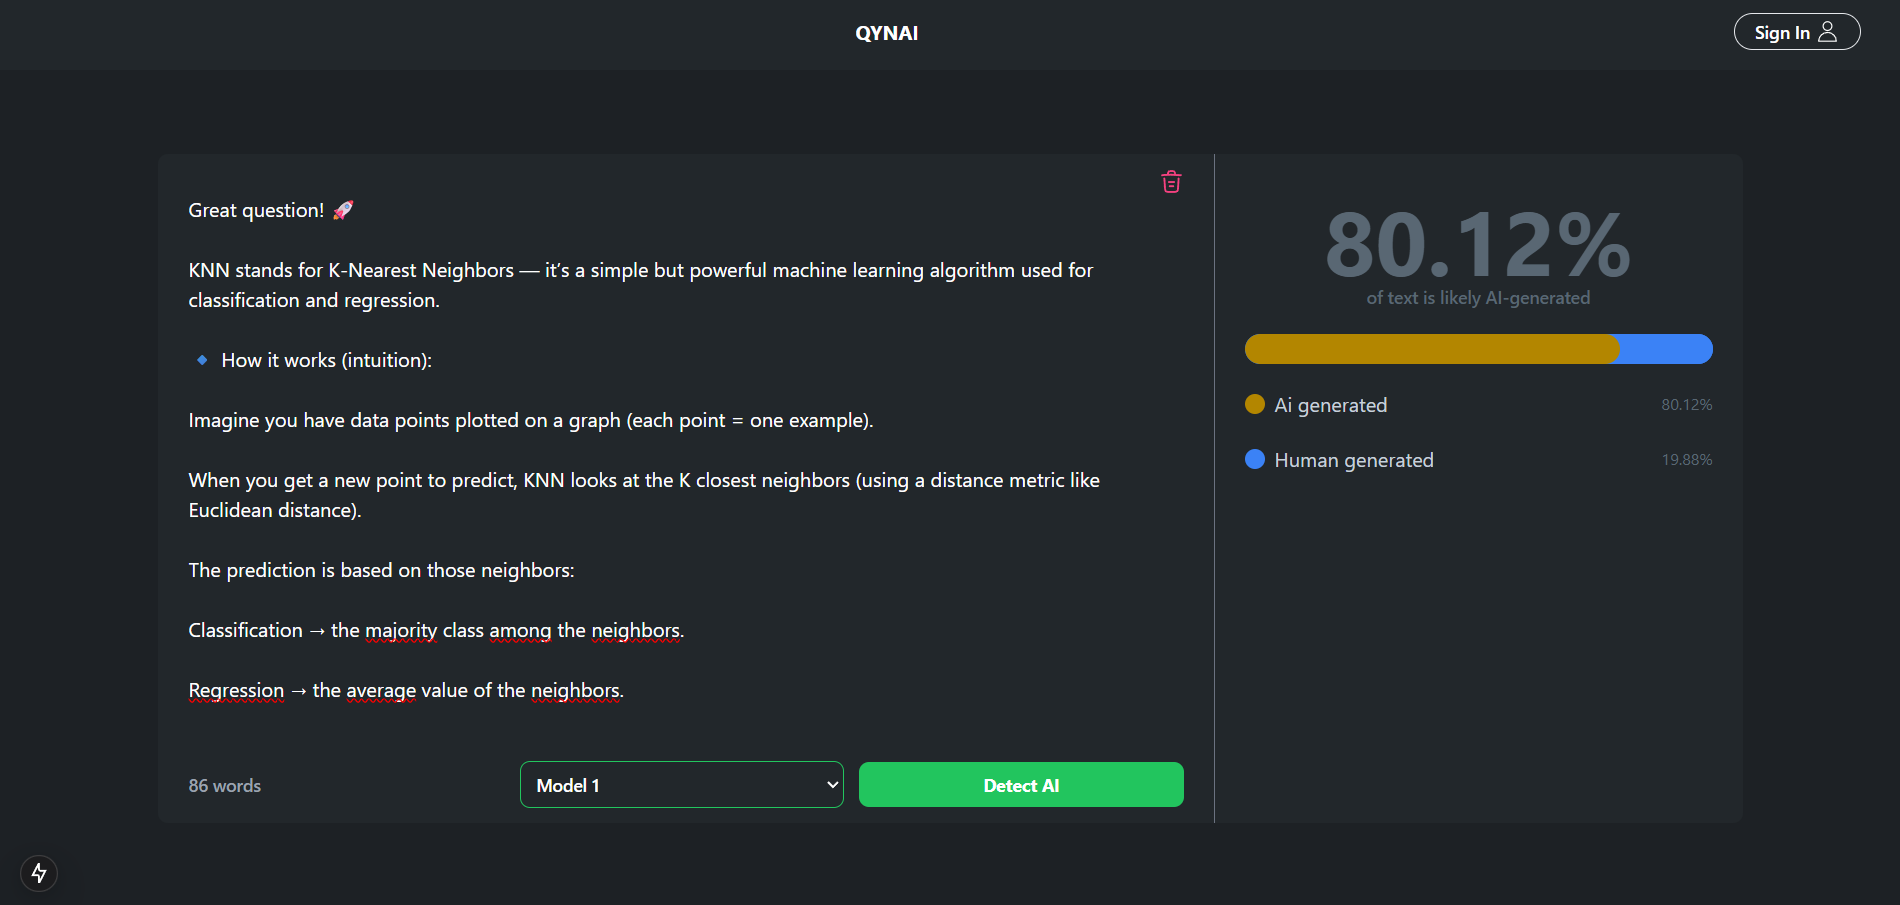 QYNAI
Sign In
Great question! 🚀
KNN stands for K-Nearest Neighbors — it’s a simple but powerful machine learning algorithm used for
classification and regression.
🔹 How it works (intuition):
Imagine you have data points plotted on a graph (each point = one example).
When you get a new point to predict, KNN looks at the K closest neighbors (using a distance metric like
Euclidean distance).
The prediction is based on those neighbors:
Classification → the majority class among the neighbors.
Regression → the average value of the neighbors.
86 words
Model 1
Detect AI
80.12%
of text is likely AI-generated
Ai generated 80.12%
Human generated 19.88%